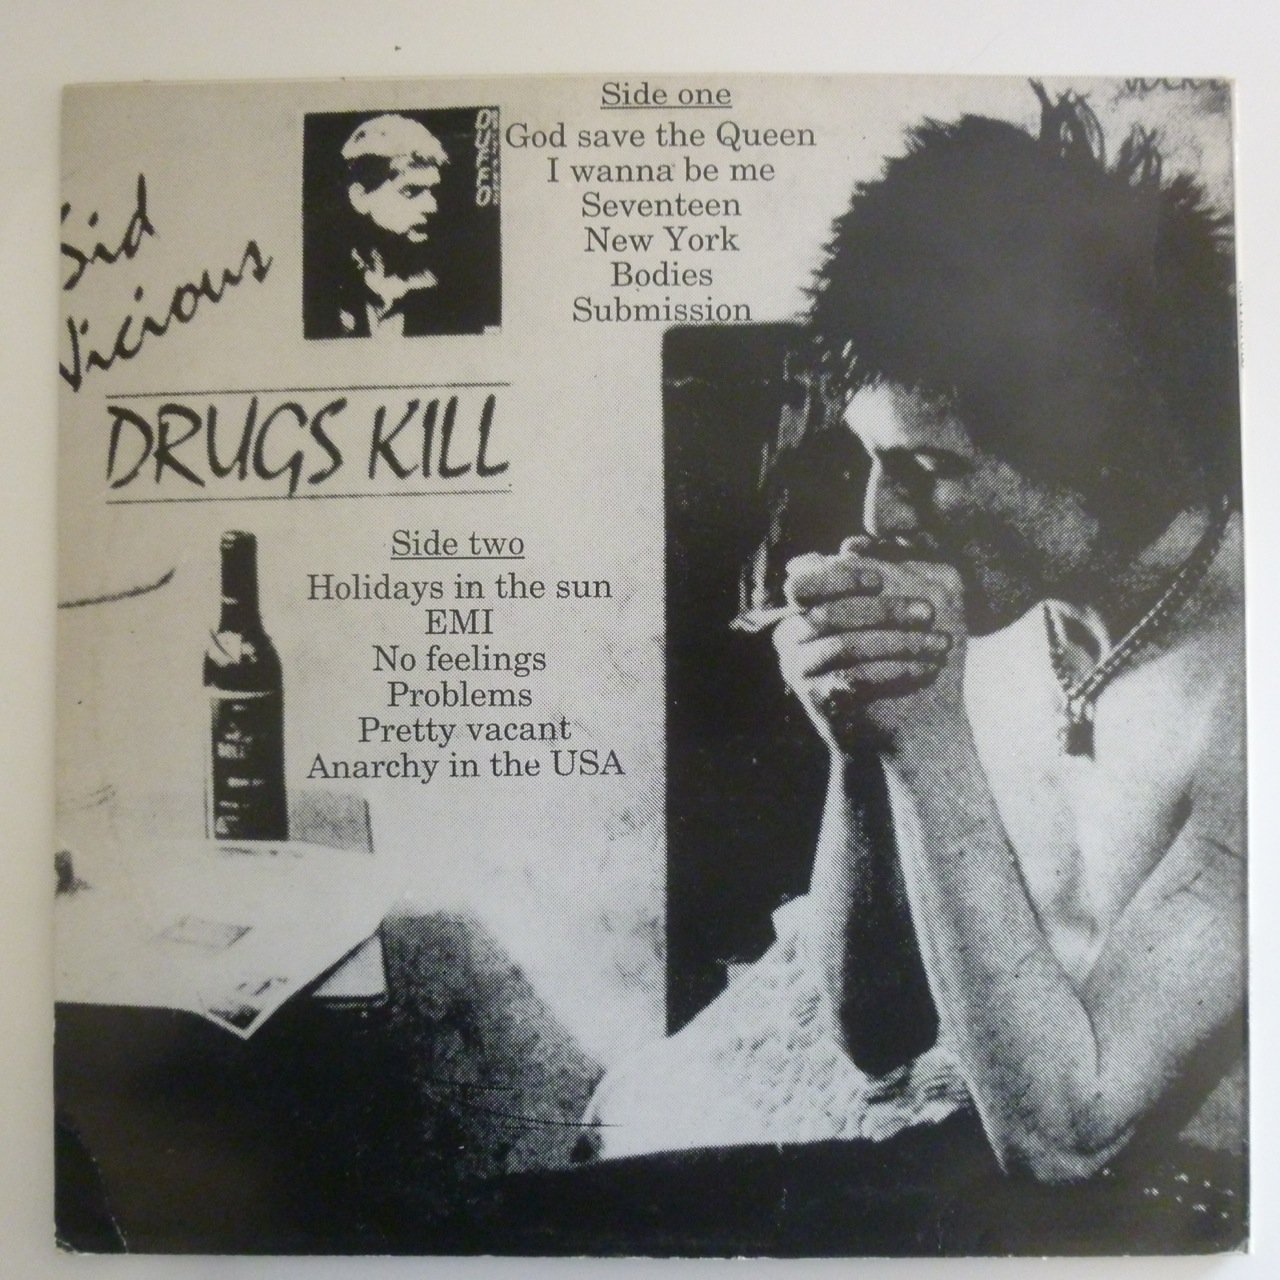 Side one
God save the Queen
I wanna be me
Seventeen
New York
Bodies
Submission
Sid
Vicious
DUFFO
DRUGS KILL
Side two
Holidays in the sun
EMI
No feelings
Problems
Pretty vacant
Anarchy in the USA